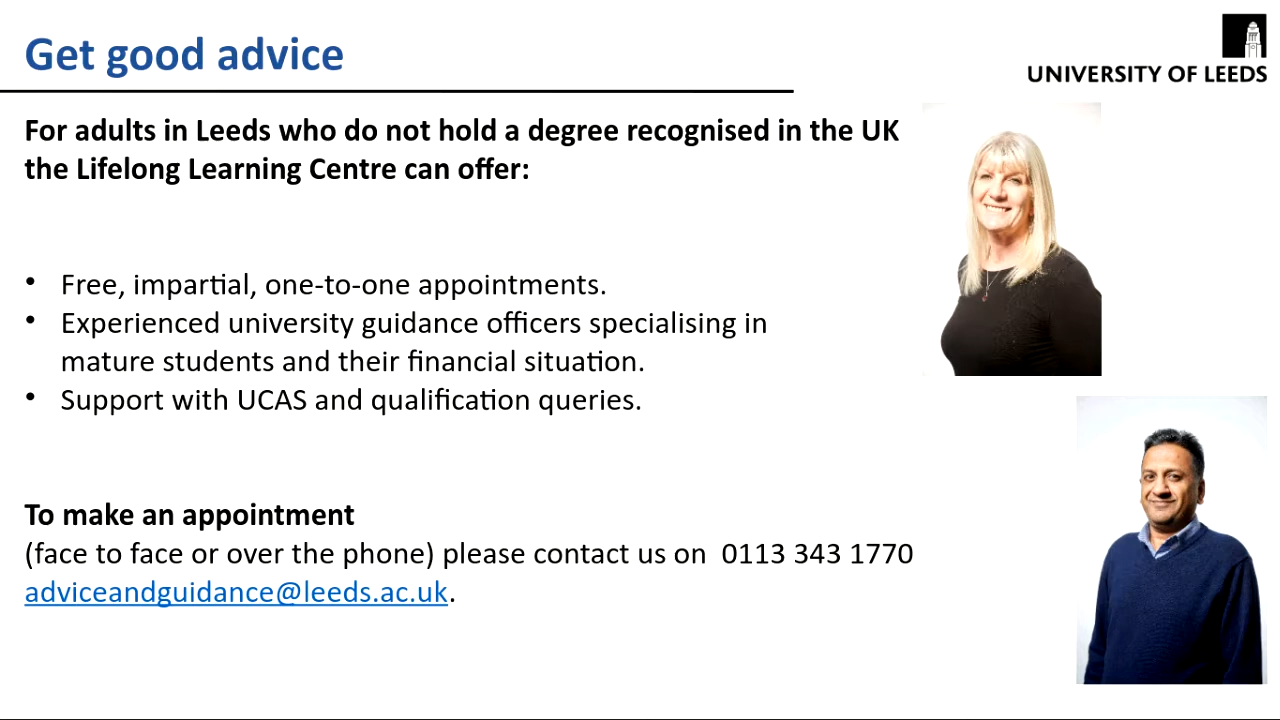 Get good advice
UNIVERSITY OF LEEDS
For adults in Leeds who do not hold a degree recognised in the UK
the Lifelong Learning Centre can offer:
• Free, impartial, one-to-one appointments.
• Experienced university guidance officers specialising in
mature students and their financial situation.
• Support with UCAS and qualification queries.
To make an appointment
(face to face or over the phone) please contact us on  0113 343 1770
adviceandguidance@leeds.ac.uk.